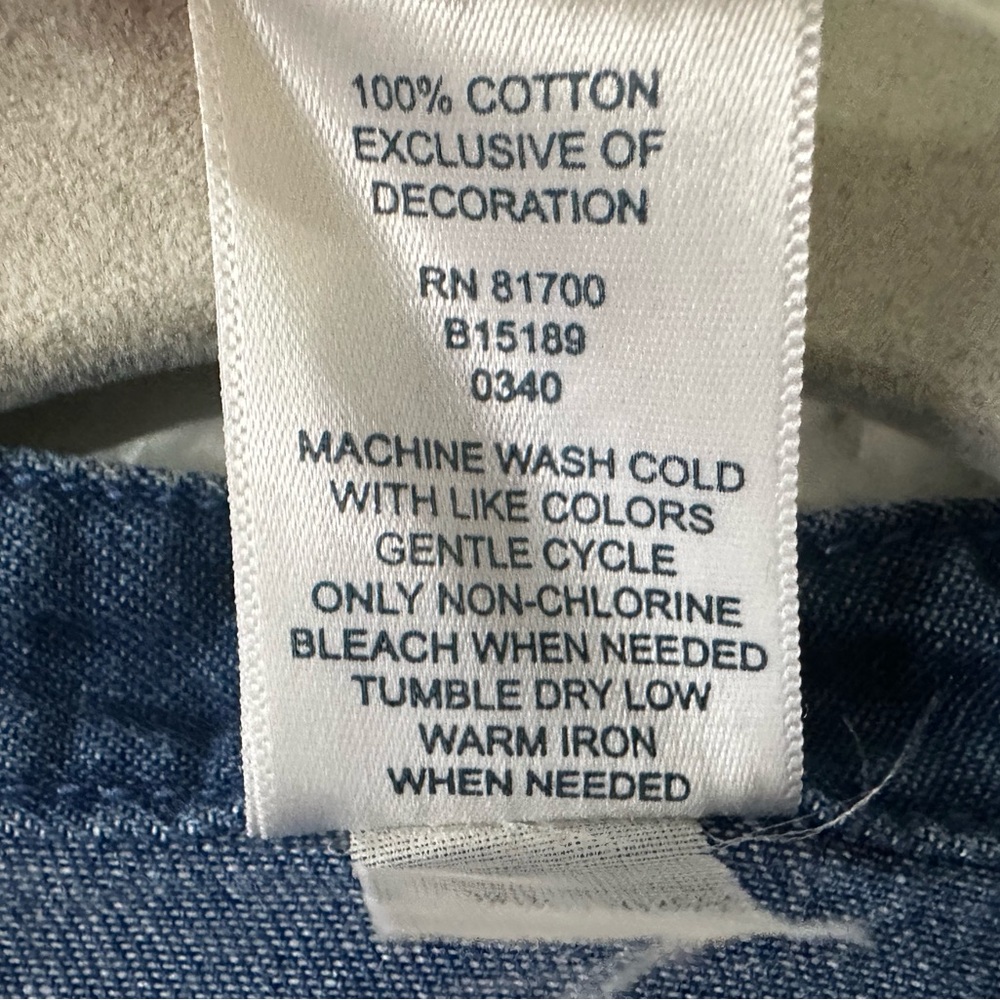 100% COTTON
EXCLUSIVE OF
DECORATION
RN 81700
B15189
0340
MACHINE WASH COLD
WITH LIKE COLORS
GENTLE CYCLE
ONLY NON-CHLORINE
BLEACH WHEN NEEDED
TUMBLE DRY LOW
WARM IRON
WHEN NEEDED